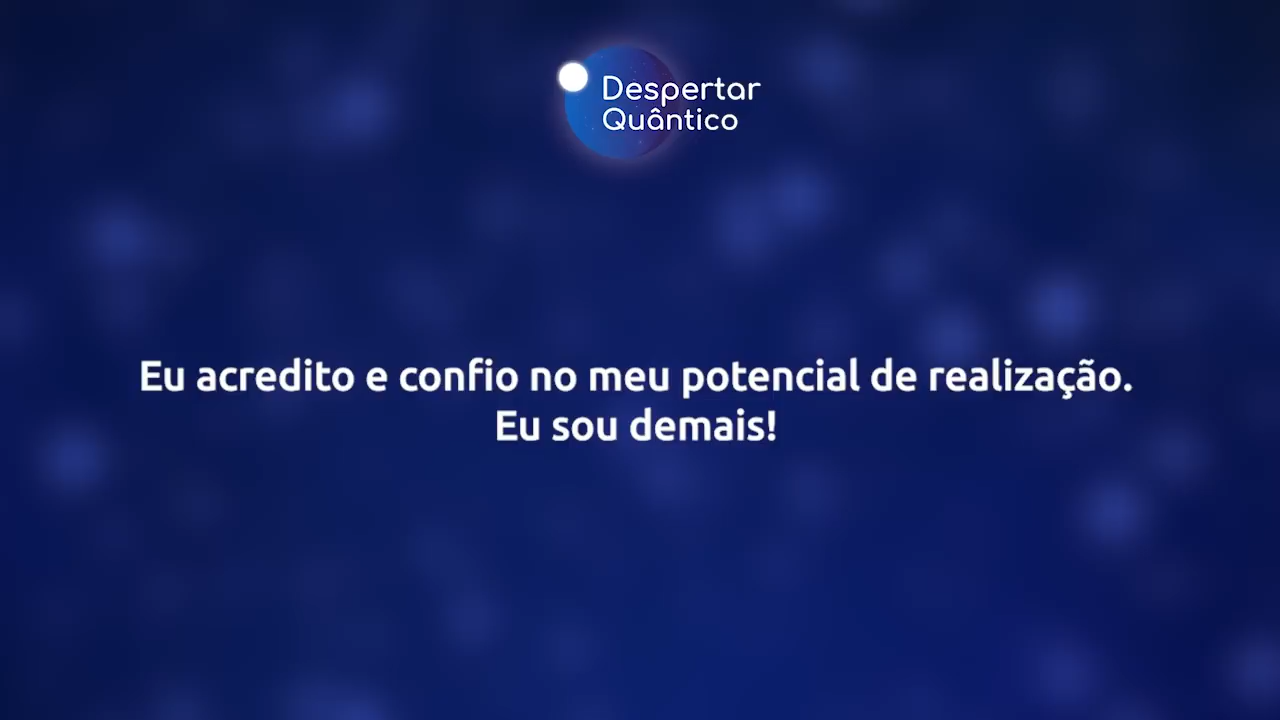 Despertar
Quântico
Eu acredito e confio no meu potencial de realização.
Eu sou demais!